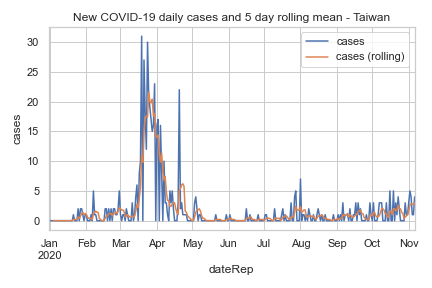 New COVID-19 daily cases and 5 day rolling mean - Taiwan
cases
cases (rolling)
30
25
20
15
10
5
0
cases
Jan Feb Mar Apr May Jun Jul Aug Sep Oct Nov
2020
dateRep